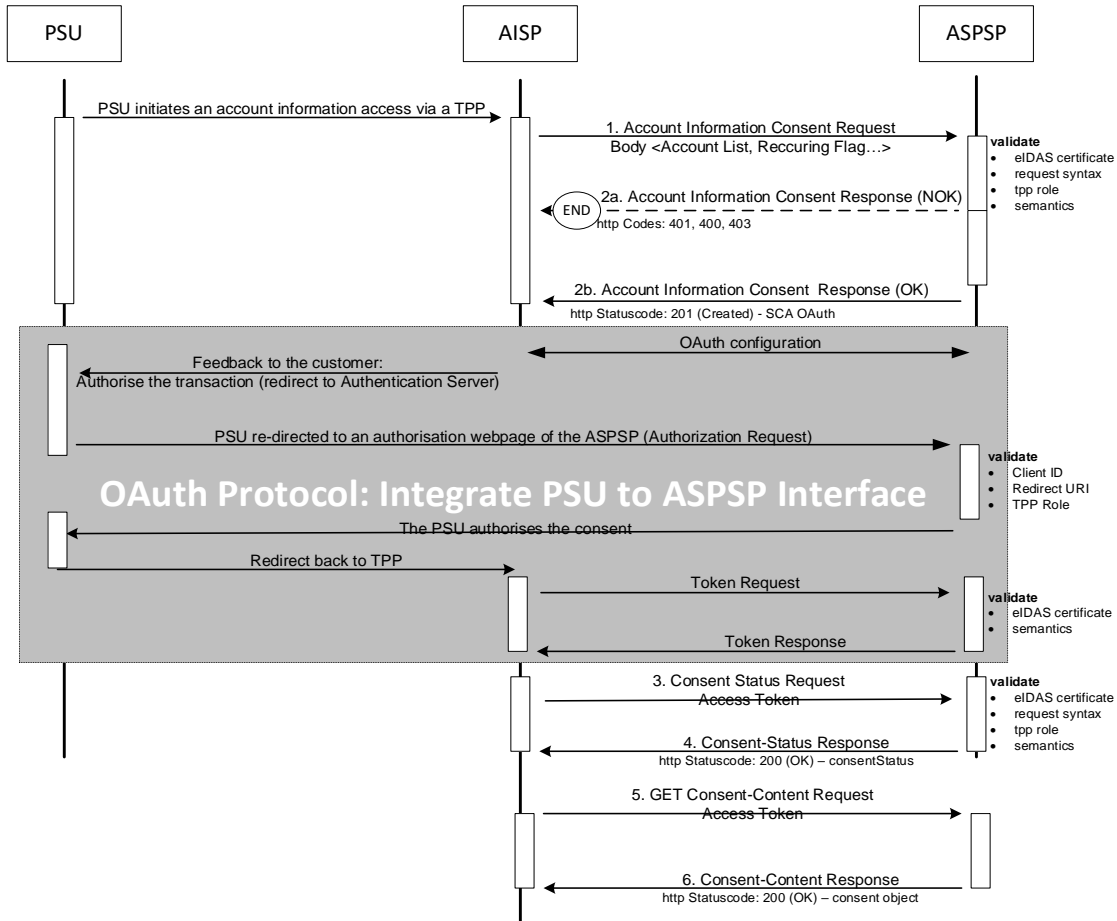 PSU
AISP
ASPSP
PSU initiates an account information access via a TPP
1. Account Information Consent Request
Body <Account List, Reccuring Flag…>
validate
• eIDAS certificate
• request syntax
• tpp role
• semantics
2a. Account Information Consent Response (NOK)
END
http Codes: 401, 400, 403
2b. Account Information Consent Response (OK)
http Statuscode: 201 (Created) - SCA OAuth
OAuth configuration
Feedback to the customer:
Authorise the transaction (redirect to Authentication Server)
PSU re-directed to an authorisation webpage of the ASPSP (Authorization Request)
validate
• Client ID
• Redirect URI
• TPP Role
OAuth Protocol: Integrate PSU to ASPSP Interface
The PSU authorises the consent
Redirect back to TPP
Token Request
validate
• eIDAS certificate
• semantics
Token Response
3. Consent Status Request
Access Token
validate
• eIDAS certificate
• request syntax
• tpp role
• semantics
4. Consent-Status Response
http Statuscode: 200 (OK) – consentStatus
5. GET Consent-Content Request
Access Token
6. Consent-Content Response
http Statuscode: 200 (OK) – consent object